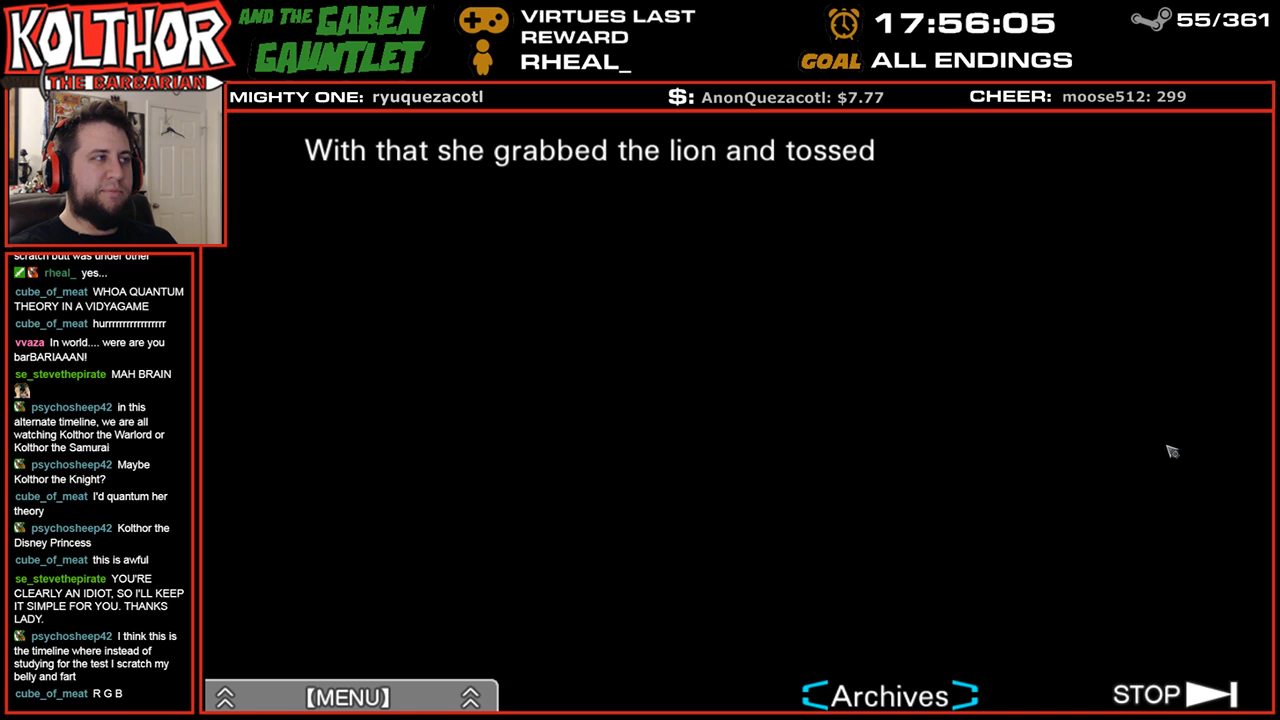 KOLTHOR
THE BARBARIAN
AND THE GABEN
GAUNTLET
VIRTUES LAST
REWARD
RHEAL_
17:56:05
GOAL ALL ENDINGS
55/361
MIGHTY ONE: ryuquezacotl
$: AnonQuezacotl: $7.77
CHEER: moose512: 299
With that she grabbed the lion and tossed
scratch butt was under other
rheal_ yes...
cube_of_meat WHOA QUANTUM
THEORY IN A VIDYAGAME
cube_of_meat hurrrrrrrrrrrrrrrrr
vvaza In world.... were are you
barBARIAAAN!
se_stevethepirate MAH BRAIN
psychosheep42 in this
alternate timeline, we are all
watching Kolthor the Warlord or
Kolthor the Samurai
psychosheep42 Maybe
Kolthor the Knight?
cube_of_meat I'd quantum her
theory
psychosheep42 Kolthor the
Disney Princess
cube_of_meat this is awful
se_stevethepirate YOU'RE
CLEARLY AN IDIOT, SO I'LL KEEP
IT SIMPLE FOR YOU. THANKS
LADY.
psychosheep42 I think this is
the timeline where instead of
studying for the test I scratch my
belly and fart
cube_of_meat R G B
[MENU]
Archives
STOP